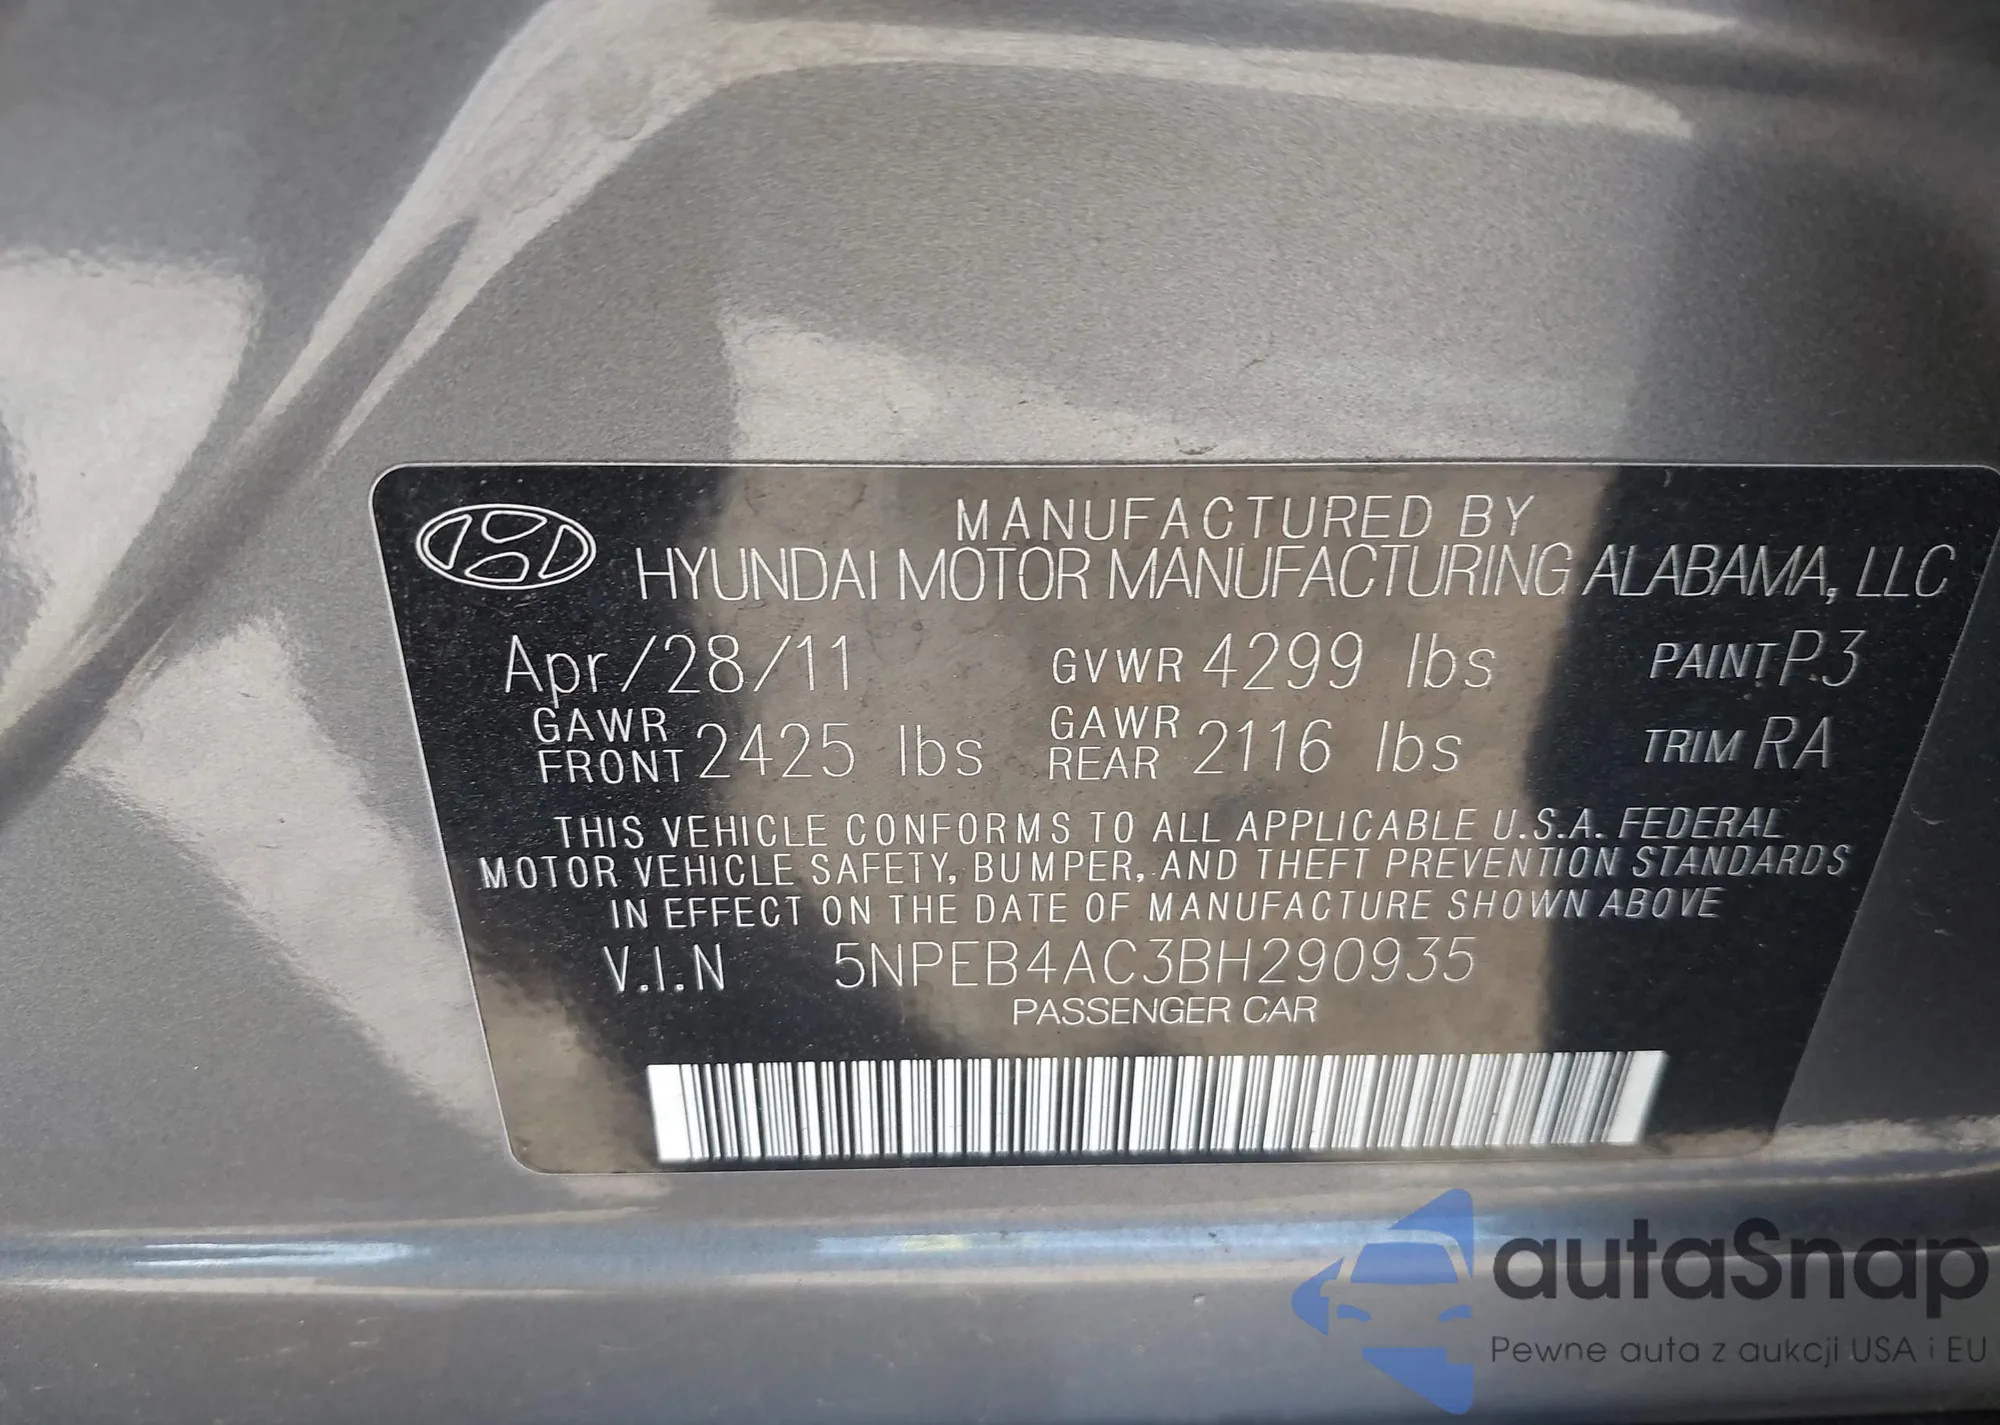 MANUFACTURED BY
HYUNDAI MOTOR MANUFACTURING ALABAMA, LLC
Apr/28/11 GVWR 4299 lbs PAINT P3
GAWR FRONT 2425 lbs GAWR REAR 2116 lbs TRIM RA
THIS VEHICLE CONFORMS TO ALL APPLICABLE U.S.A. FEDERAL
MOTOR VEHICLE SAFETY, BUMPER, AND THEFT PREVENTION STANDARDS
IN EFFECT ON THE DATE OF MANUFACTURE SHOWN ABOVE
V.I.N 5NPEB4AC3BH290935
PASSENGER CAR
autoSnap
Pewne auta z aukcji USA i EU